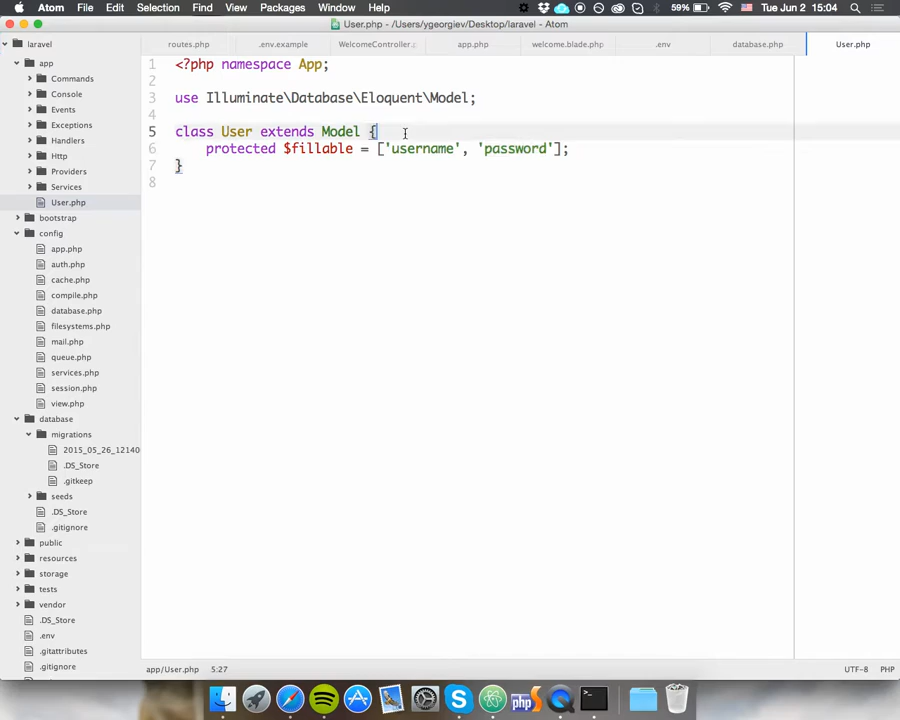 Atom File Edit View Selection Find Packages Window Help 59% Tue Jun 2 15:04
User.php - /Users/ygeorgiev/Desktop/laravel - Atom
laravel routes.php .env.example WelcomeController. app.php welcome.blade.php .env database.php User.php
app
Commands
Console
Events
Exceptions
Handlers
Http
Providers
Services
User.php
bootstrap
config
app.php
auth.php
cache.php
compile.php
database.php
filesystems.php
mail.php
queue.php
services.php
session.php
view.php
database
migrations
2015_05_26_12140
.DS_Store
.gitkeep
seeds
.DS_Store
.gitignore
public
resources
storage
tests
vendor
.DS_Store
.env
.gitattributes
.gitignore
1 <?php namespace App;
2
3 use Illuminate\Database\Eloquent\Model;
4
5 class User extends Model {
6 protected $fillable = ['username', 'password'];
7 }
8
app/User.php 5:27 UTF-8 PHP
php